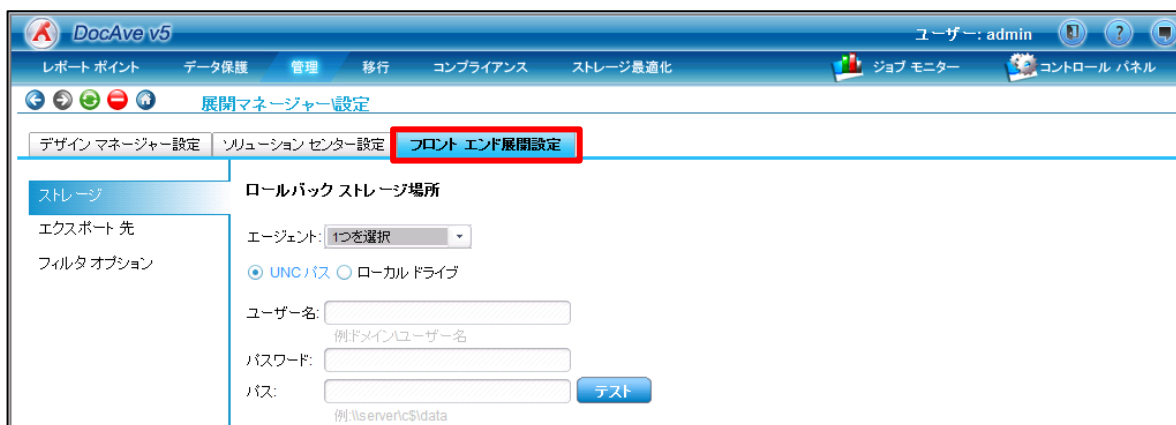 DocAve v5 ユーザー: admin
レポート ポイント データ保護 管理 移行 コンプライアンス ストレージ最適化 ジョブ モニター コントロール パネル
展開マネージャー\設定
デザイン マネージャー設定 ソリューション センター設定 フロント エンド展開設定
ストレージ
エクスポート 先
フィルタ オプション
ロールバック ストレージ場所
エージェント: 1つを選択
UNC パス ローカル ドライブ
ユーザー名:
例:ドメイン\ユーザー名
パスワード:
パス: テスト
例:\\server\c$\data